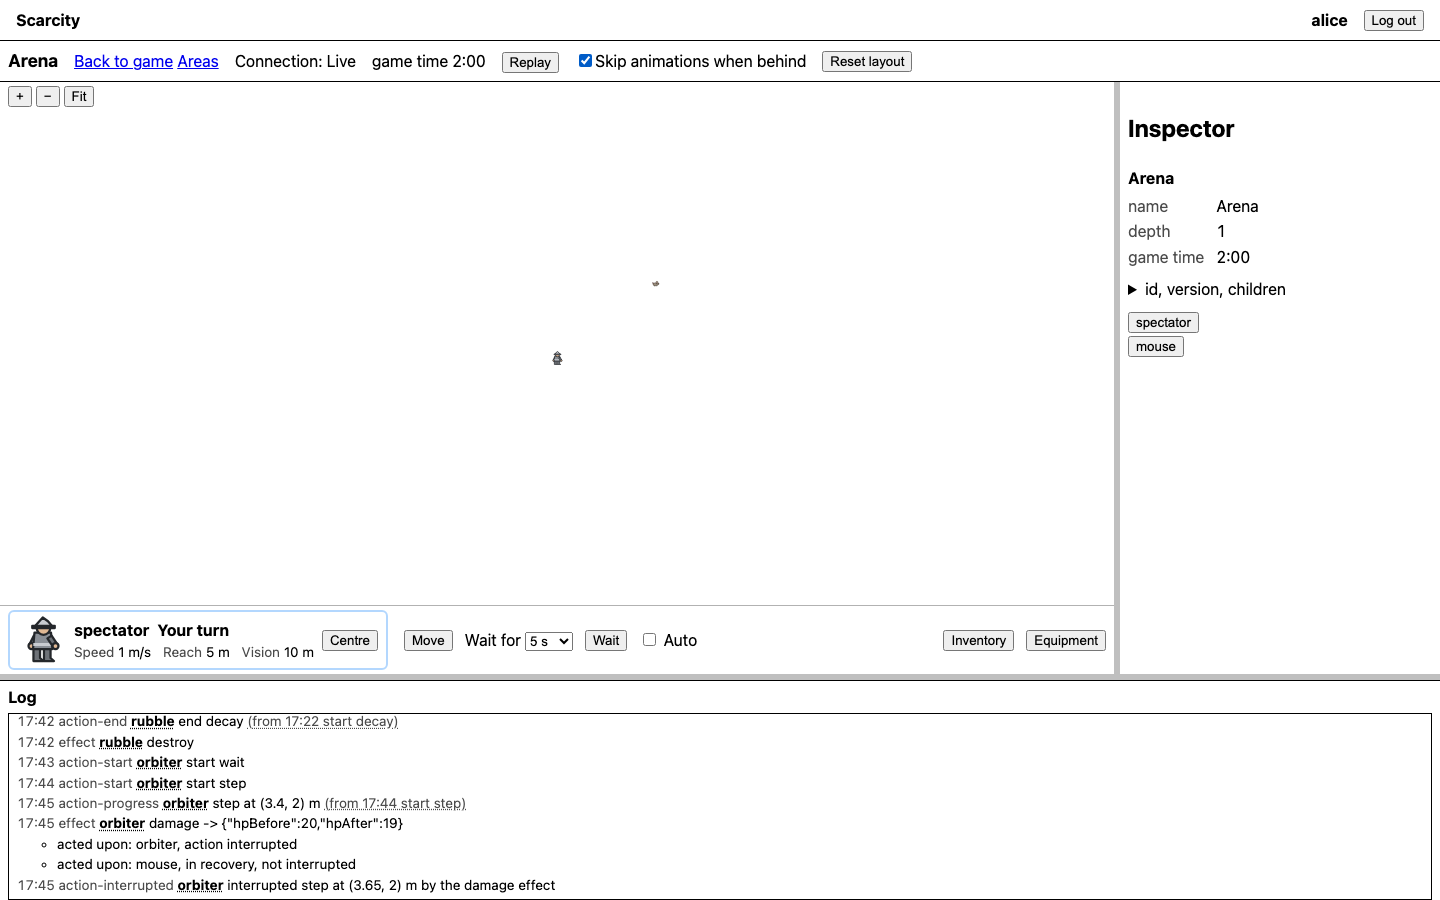 Scarcity
alice Log out
Arena Back to game Areas Connection: Live game time 2:00 Replay Skip animations when behind Reset layout
+ − Fit
Inspector
Arena
name Arena
depth 1
game time 2:00
▶ id, version, children
spectator
mouse
spectator Your turn
Speed 1 m/s Reach 5 m Vision 10 m
Centre
Move Wait for 5 s Wait Auto
Inventory Equipment
Log
17:42 action-end rubble end decay (from 17:22 start decay)
17:42 effect rubble destroy
17:43 action-start orbiter start wait
17:44 action-start orbiter start step
17:45 action-progress orbiter step at (3.4, 2) m (from 17:44 start step)
17:45 effect orbiter damage -> {"hpBefore":20,"hpAfter":19}
acted upon: orbiter, action interrupted
acted upon: mouse, in recovery, not interrupted
17:45 action-interrupted orbiter interrupted step at (3.65, 2) m by the damage effect